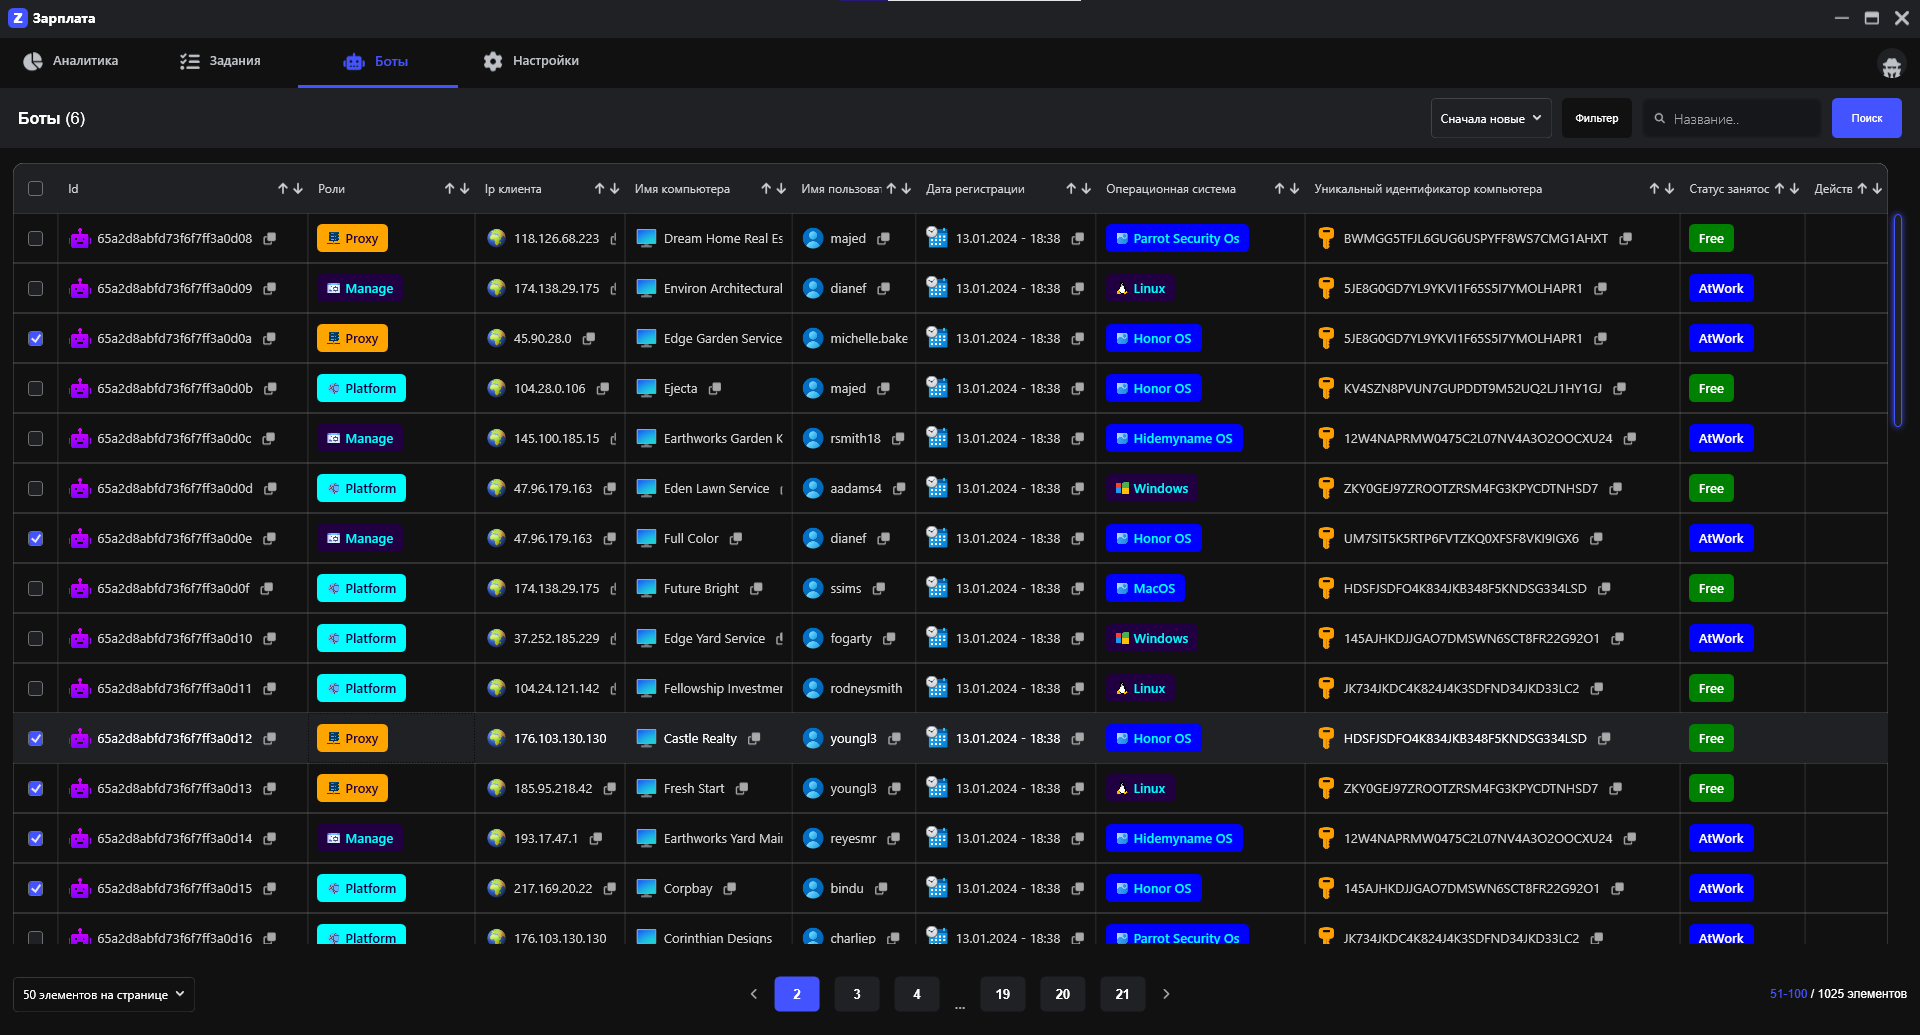 Z Зарплата
Аналитика Задания Боты Настройки
Боты (6) Сначала новые Фильтер Название.. Поиск
Id Роли Ip клиента Имя компьютера Имя пользоват Дата регистрации Операционная система Уникальный идентификатор компьютера Статус занятос Действ
65a2d8abfd73f6f7ff3a0d08 Proxy 118.126.68.223 Dream Home Real Es majed 13.01.2024 - 18:38 Parrot Security Os BWMGG5TFJL6GUG6USPYFF8WS7CMG1AHXT Free
65a2d8abfd73f6f7ff3a0d09 Manage 174.138.29.175 Environ Architectural dianef 13.01.2024 - 18:38 Linux 5JE8G0GD7YL9YKVI1F65S5I7YMOLHAPR1 AtWork
65a2d8abfd73f6f7ff3a0d0a Proxy 45.90.28.0 Edge Garden Service michelle.bake 13.01.2024 - 18:38 Honor OS 5JE8G0GD7YL9YKVI1F65S5I7YMOLHAPR1 AtWork
65a2d8abfd73f6f7ff3a0d0b Platform 104.28.0.106 Ejecta majed 13.01.2024 - 18:38 Honor OS KV4SZN8PVUN7GUPDDT9M52UQ2LJ1HY1GJ Free
65a2d8abfd73f6f7ff3a0d0c Manage 145.100.185.15 Earthworks Garden K rsmith18 13.01.2024 - 18:38 Hidemyname OS 12W4NAPRMW0475C2L07NV4A3O2OOCXU24 AtWork
65a2d8abfd73f6f7ff3a0d0d Platform 47.96.179.163 Eden Lawn Service aadams4 13.01.2024 - 18:38 Windows ZKY0GEJ97ZROOTZRSM4FG3KPYCDTNHSD7 Free
65a2d8abfd73f6f7ff3a0d0e Manage 47.96.179.163 Full Color dianef 13.01.2024 - 18:38 Honor OS UM7SIT5K5RTP6FVTZKQ0XFSF8VKI9IGX6 AtWork
65a2d8abfd73f6f7ff3a0d0f Platform 174.138.29.175 Future Bright ssims 13.01.2024 - 18:38 MacOS HDSFJSDFO4K834JKB348F5KNDSG334LSD Free
65a2d8abfd73f6f7ff3a0d10 Platform 37.252.185.229 Edge Yard Service fogarty 13.01.2024 - 18:38 Windows 145AJHKDJJGAO7DMSWN6SCT8FR22G92O1 AtWork
65a2d8abfd73f6f7ff3a0d11 Platform 104.24.121.142 Fellowship Investmer rodneysmith 13.01.2024 - 18:38 Linux JK734JKDC4K824J4K3SDFND34JKD33LC2 Free
65a2d8abfd73f6f7ff3a0d12 Proxy 176.103.130.130 Castle Realty youngl3 13.01.2024 - 18:38 Honor OS HDSFJSDFO4K834JKB348F5KNDSG334LSD Free
65a2d8abfd73f6f7ff3a0d13 Proxy 185.95.218.42 Fresh Start youngl3 13.01.2024 - 18:38 Linux ZKY0GEJ97ZROOTZRSM4FG3KPYCDTNHSD7 Free
65a2d8abfd73f6f7ff3a0d14 Manage 193.17.47.1 Earthworks Yard Mai reyesmr 13.01.2024 - 18:38 Hidemyname OS 12W4NAPRMW0475C2L07NV4A3O2OOCXU24 AtWork
65a2d8abfd73f6f7ff3a0d15 Platform 217.169.20.22 Corpbay bindu 13.01.2024 - 18:38 Honor OS 145AJHKDJJGAO7DMSWN6SCT8FR22G92O1 AtWork
65a2d8abfd73f6f7ff3a0d16 Platform 176.103.130.130 Corinthian Designs charliep 13.01.2024 - 18:38 Parrot Security Os JK734JKDC4K824J4K3SDFND34JKD33LC2 AtWork
50 элементов на странице 2 3 4 ... 19 20 21 51-100 / 1025 элементов